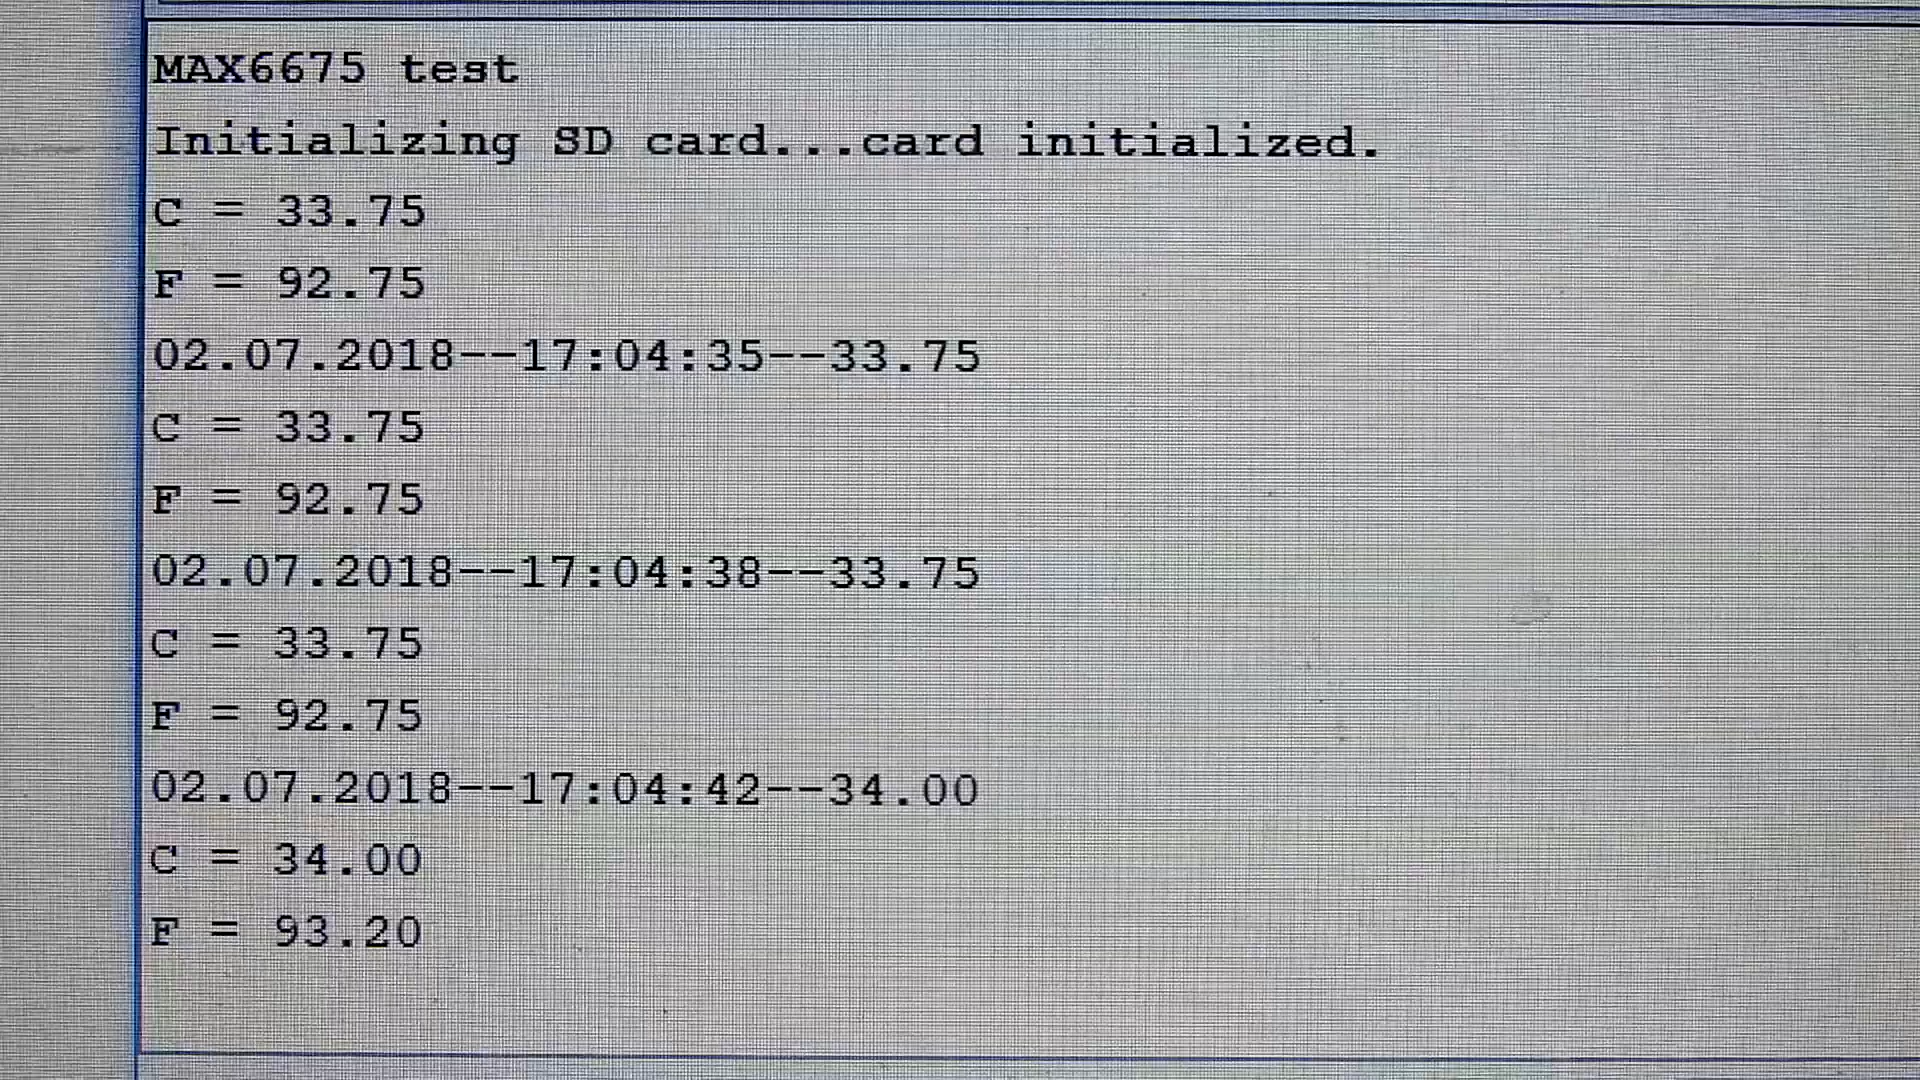 MAX6675 test
Initializing SD card...card initialized.
C = 33.75
F = 92.75
02.07.2018--17:04:35--33.75
C = 33.75
F = 92.75
02.07.2018--17:04:38--33.75
C = 33.75
F = 92.75
02.07.2018--17:04:42--34.00
C = 34.00
F = 93.20